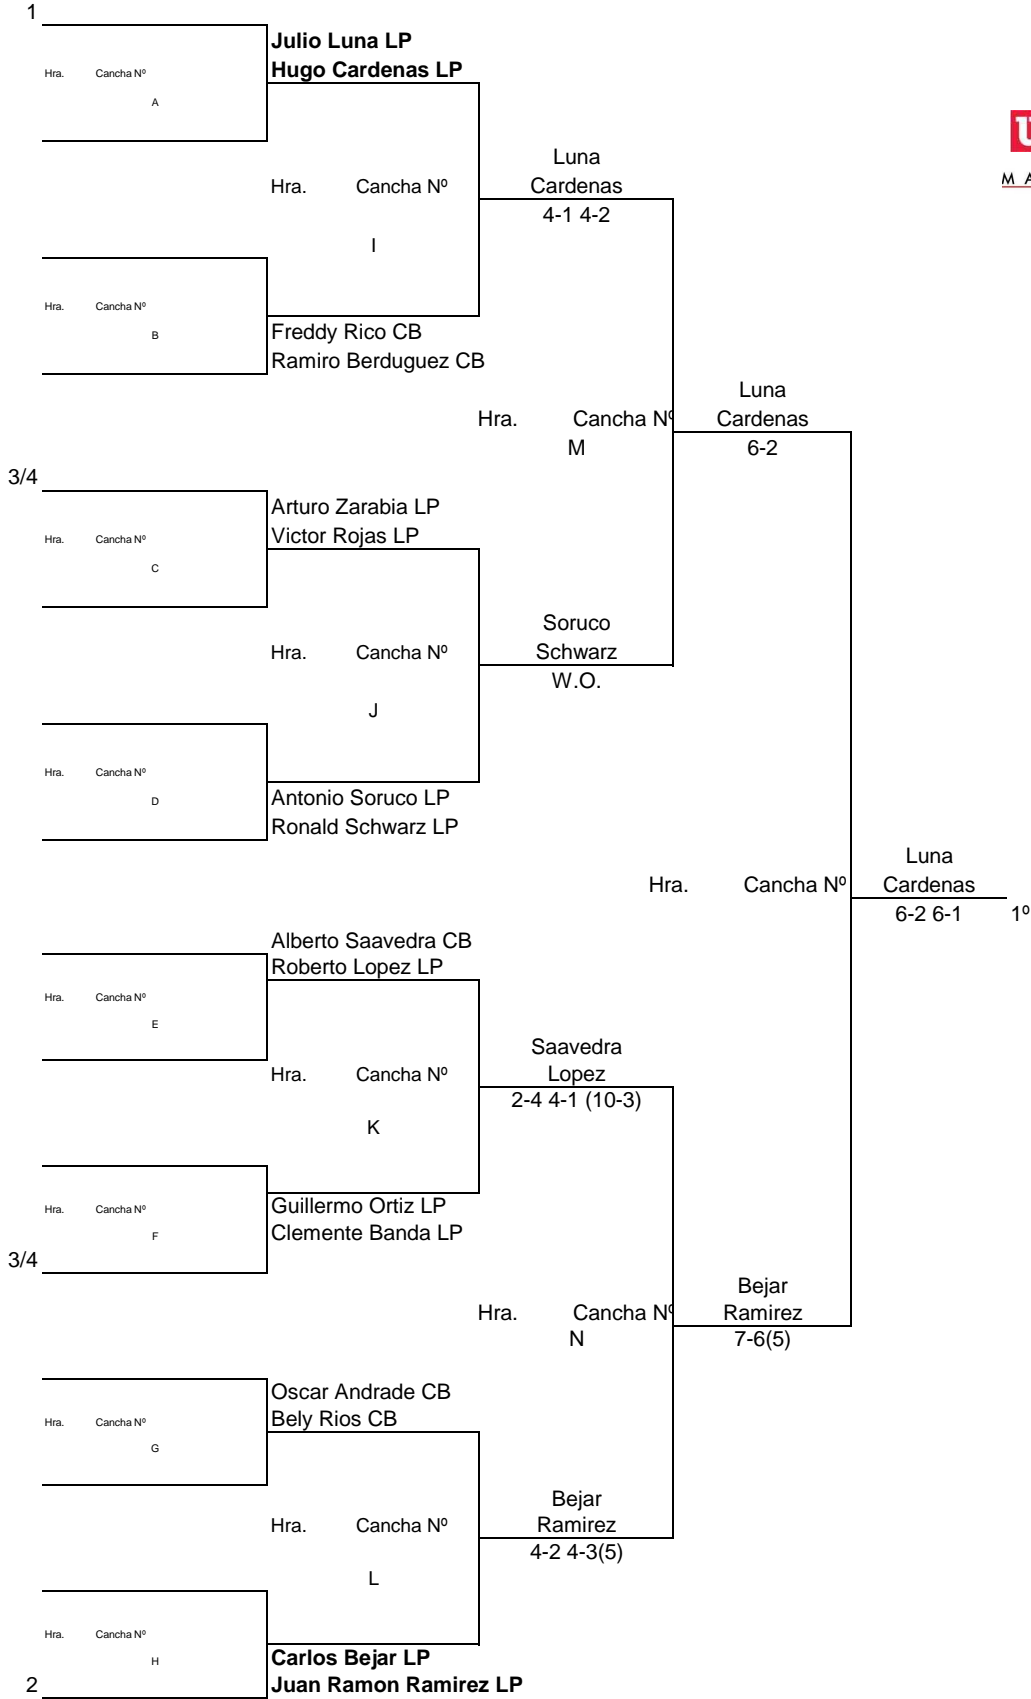 1
Julio Luna LP
Hugo Cardenas LP
Hra. Cancha Nº
A
Luna
Cardenas
4-1 4-2
Hra. Cancha Nº
I
Hra. Cancha Nº
B
Freddy Rico CB
Ramiro Berduguez CB
Luna
Cardenas
6-2
Hra. Cancha Nº
M
3/4
Arturo Zarabia LP
Victor Rojas LP
Hra. Cancha Nº
C
Soruco
Schwarz
W.O.
Hra. Cancha Nº
J
Hra. Cancha Nº
D
Antonio Soruco LP
Ronald Schwarz LP
Luna
Hra. Cancha Nº Cardenas
6-2 6-1 1º
Alberto Saavedra CB
Roberto Lopez LP
Hra. Cancha Nº
E
Saavedra
Lopez
2-4 4-1 (10-3)
Hra. Cancha Nº
K
Hra. Cancha Nº
F
Guillermo Ortiz LP
Clemente Banda LP
3/4
Bejar
Hra. Cancha Nº Ramirez
N 7-6(5)
Oscar Andrade CB
Bely Rios CB
Hra. Cancha Nº
G
Bejar
Ramirez
4-2 4-3(5)
Hra. Cancha Nº
L
Hra. Cancha Nº
H
Carlos Bejar LP
2 Juan Ramon Ramirez LP